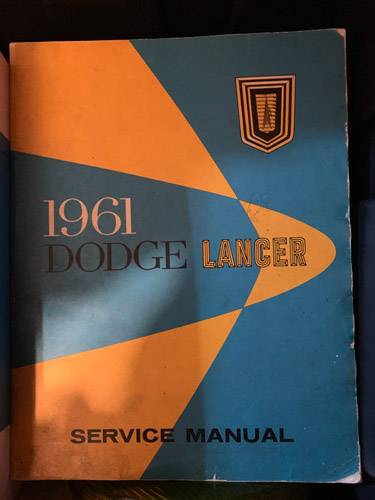 1961
DODGE LANCER
SERVICE MANUAL